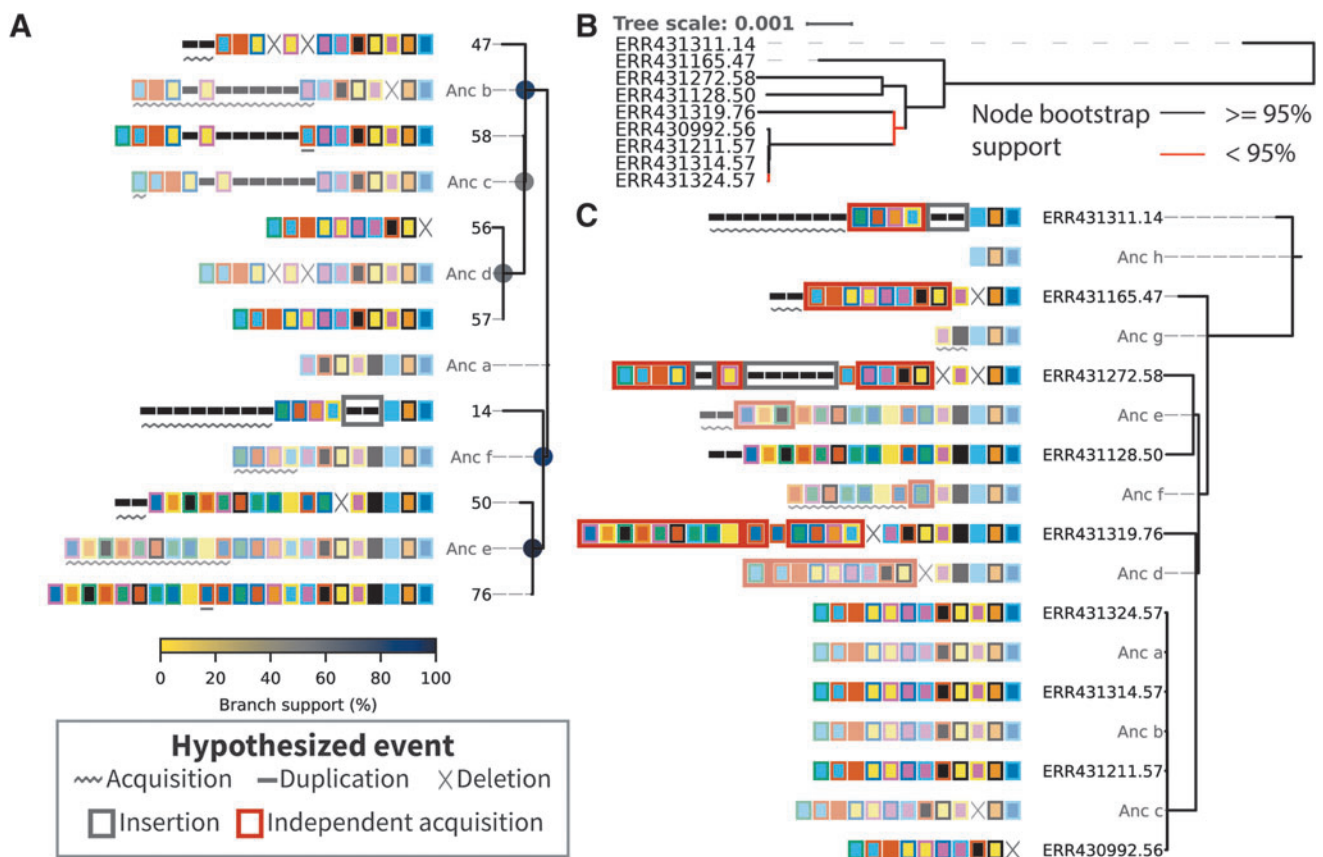 A
47
Anc b
58
Anc c
56
Anc d
57
Anc a
14
Anc f
50
Anc e
76
0 20 40 60 80 100
Branch support (%)
Hypothesized event
Acquisition Duplication Deletion
Insertion Independent acquisition
B
Tree scale: 0.001
ERR431311.14
ERR431165.47
ERR431272.58
ERR431128.50
ERR431319.76
ERR430992.56
ERR431211.57
ERR431314.57
ERR431324.57
Node bootstrap
support
>= 95%
< 95%
C
ERR431311.14
Anc h
ERR431165.47
Anc g
ERR431272.58
Anc e
ERR431128.50
Anc f
ERR431319.76
Anc d
ERR431324.57
Anc a
ERR431314.57
Anc b
ERR431211.57
Anc c
ERR430992.56